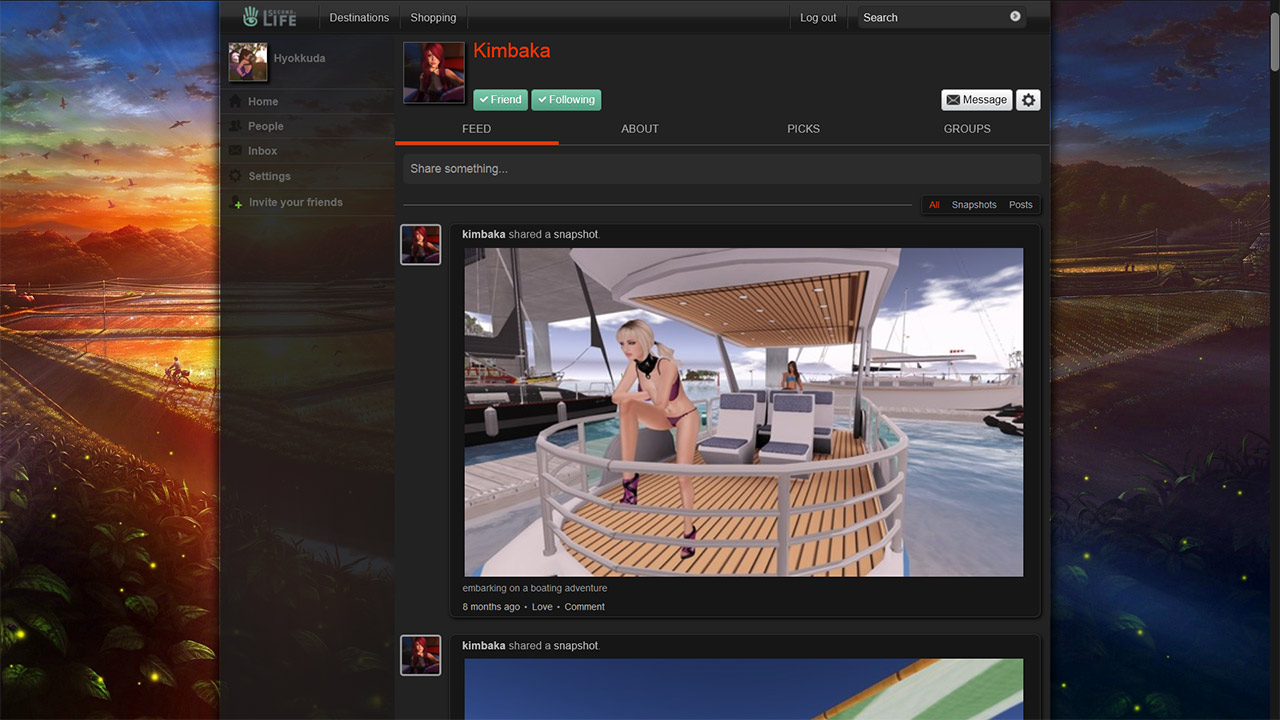 SECOND LIFE
Destinations
Shopping
Log out
Search
Hyokkuda
Home
People
Inbox
Settings
Invite your friends
Kimbaka
Friend
Following
Message
FEED
ABOUT
PICKS
GROUPS
Share something...
All
Snapshots
Posts
kimbaka shared a snapshot.
embarking on a boating adventure
8 months ago • Love • Comment
kimbaka shared a snapshot.